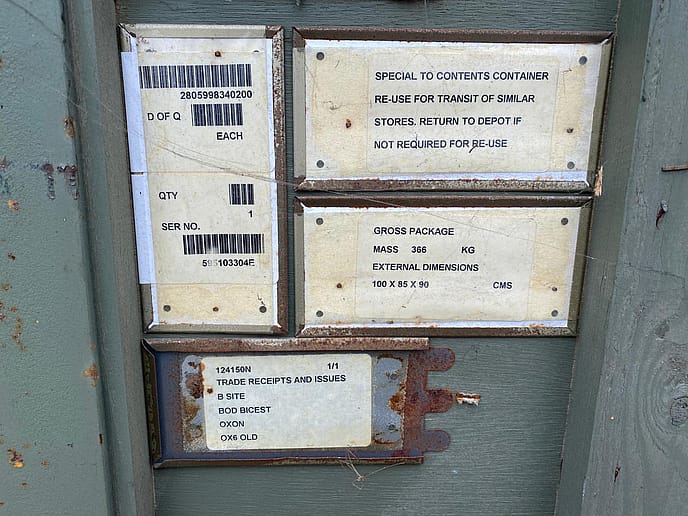 2805998340200
D OF Q
EACH
QTY
1
SER NO.
595103304E
SPECIAL TO CONTENTS CONTAINER
RE-USE FOR TRANSIT OF SIMILAR
STORES. RETURN TO DEPOT IF
NOT REQUIRED FOR RE-USE
GROSS PACKAGE
MASS 366 KG
EXTERNAL DIMENSIONS
100 X 85 X 90 CMS
124150N 1/1
TRADE RECEIPTS AND ISSUES
B SITE
BOD BICEST
OXON
OX6 OLD